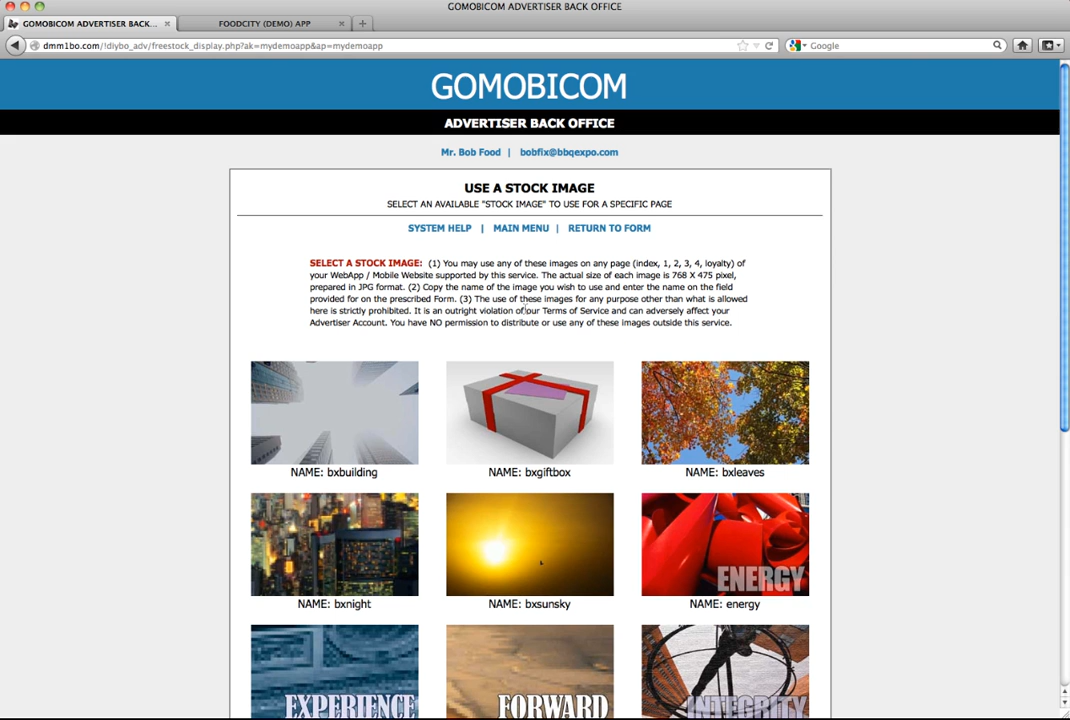 GOMOBICOM ADVERTISER BACK OFFICE
GOMOBICOM ADVERTISER BACK...
FOODCITY (DEMO) APP
dmm1bo.com/!diybo_adv/freestock_display.php?ak=mydemoapp&ap=mydemoapp
Google
GOMOBICOM
ADVERTISER BACK OFFICE
Mr. Bob Food | bobfix@bbqexpo.com
USE A STOCK IMAGE
SELECT AN AVAILABLE "STOCK IMAGE" TO USE FOR A SPECIFIC PAGE
SYSTEM HELP | MAIN MENU | RETURN TO FORM
SELECT A STOCK IMAGE: (1) You may use any of these images on any page (index, 1, 2, 3, 4, loyalty) of
your WebApp / Mobile Website supported by this service. The actual size of each image is 768 X 475 pixel,
prepared in JPG format. (2) Copy the name of the image you wish to use and enter the name on the field
provided for on the prescribed Form. (3) The use of these images for any purpose other than what is allowed
here is strictly prohibited. It is an outright violation of our Terms of Service and can adversely affect your
Advertiser Account. You have NO permission to distribute or use any of these images outside this service.
NAME: bxbuilding
NAME: bxgiftbox
NAME: bxleaves
ENERGY
NAME: bxnight
NAME: bxsunsky
NAME: energy
EXPERIENCE
FORWARD
INTEGRITY